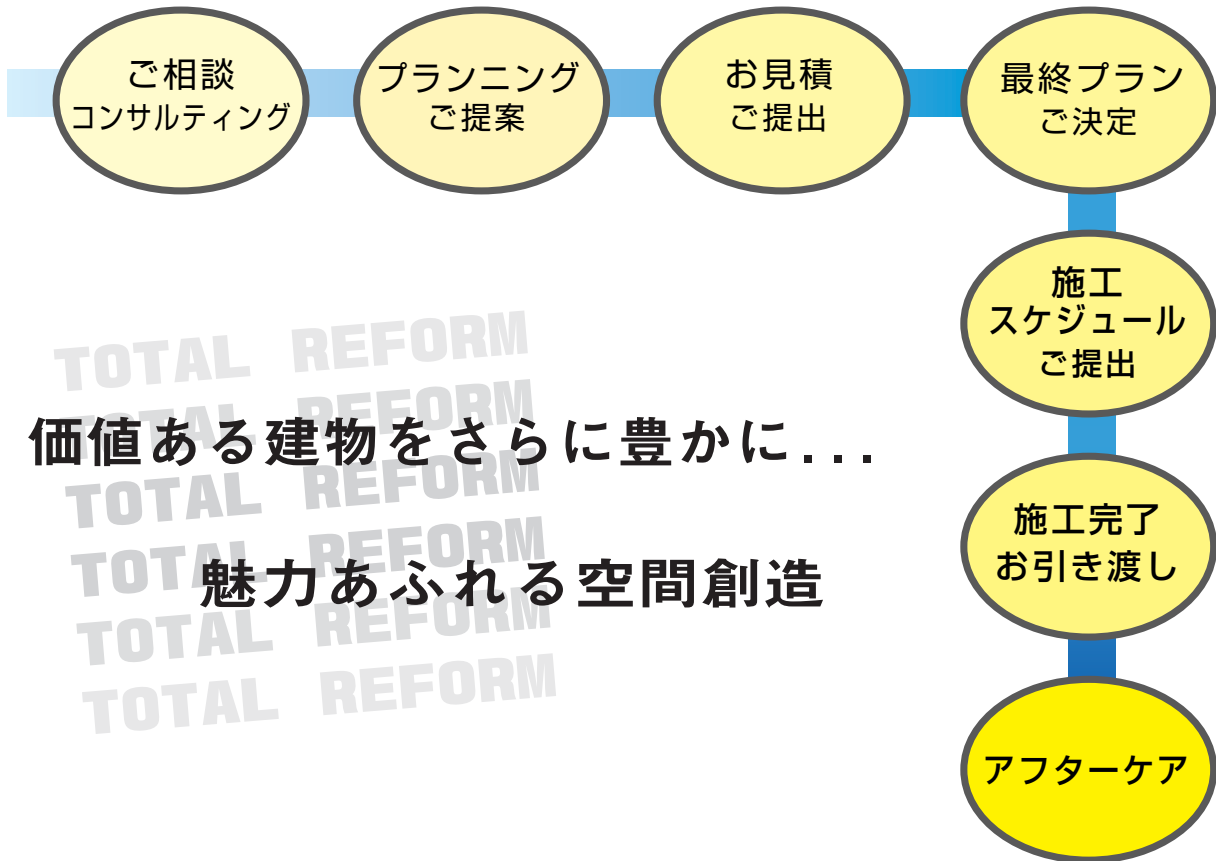 ご相談
コンサルティング
プランニング
ご提案
お見積
ご提出
最終プラン
ご決定
施工
スケジュール
ご提出
施工完了
お引き渡し
アフターケア
TOTAL REFORM
TOTAL REFORM
価値ある建物をさらに豊かに...
TOTAL REFORM
TOTAL REFORM
魅力あふれる空間創造
TOTAL REFORM
TOTAL REFORM